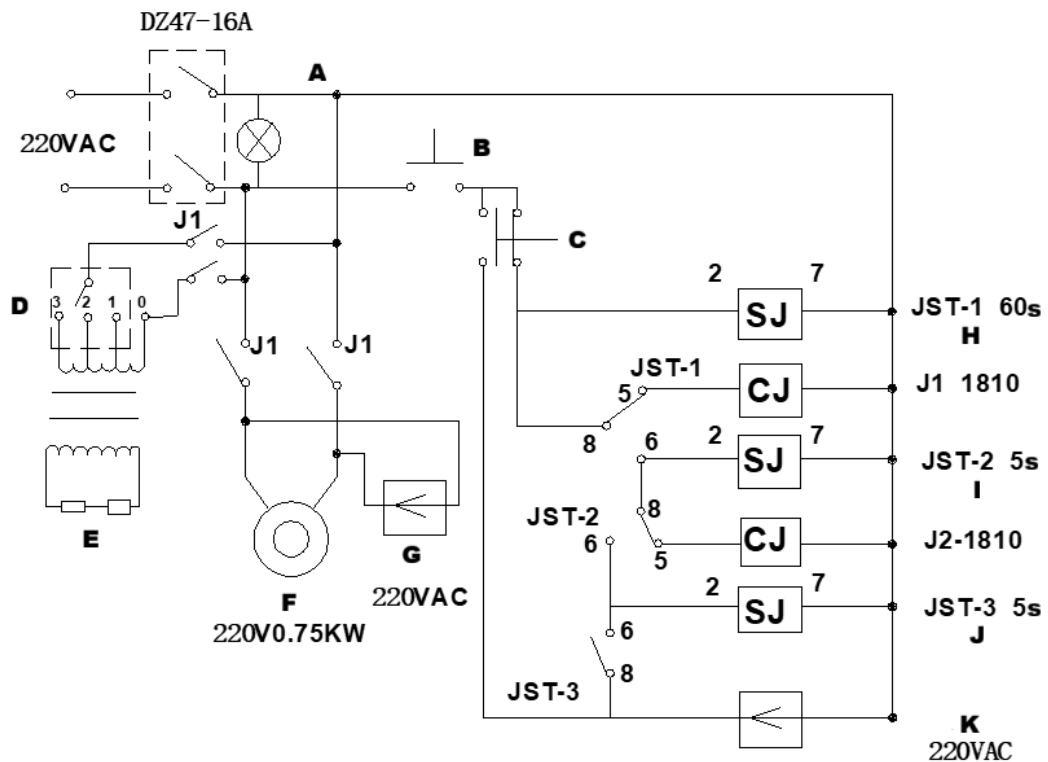 DZ47-16A
A
220VAC
B
J1
C
D
3 2 1 0
2 7
SJ
JST-1 60s
H
J1
J1
JST-1
5
8
CJ
J1 1810
6
2 7
SJ
JST-2 5s
I
E
8
5
JST-2
6
CJ
J2-1810
G
220VAC
F
220V0.75KW
2 7
SJ
JST-3 5s
J
6
8
JST-3
K
220VAC